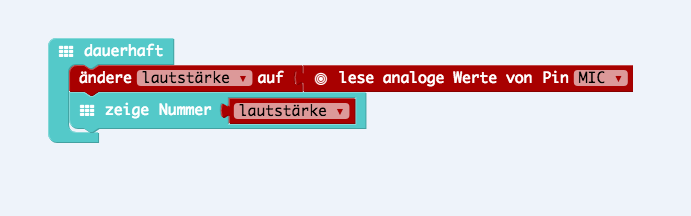 dauerhaft
ändere lautstärke ▾ auf lese analoge Werte von Pin MIC ▾
zeige Nummer lautstärke ▾